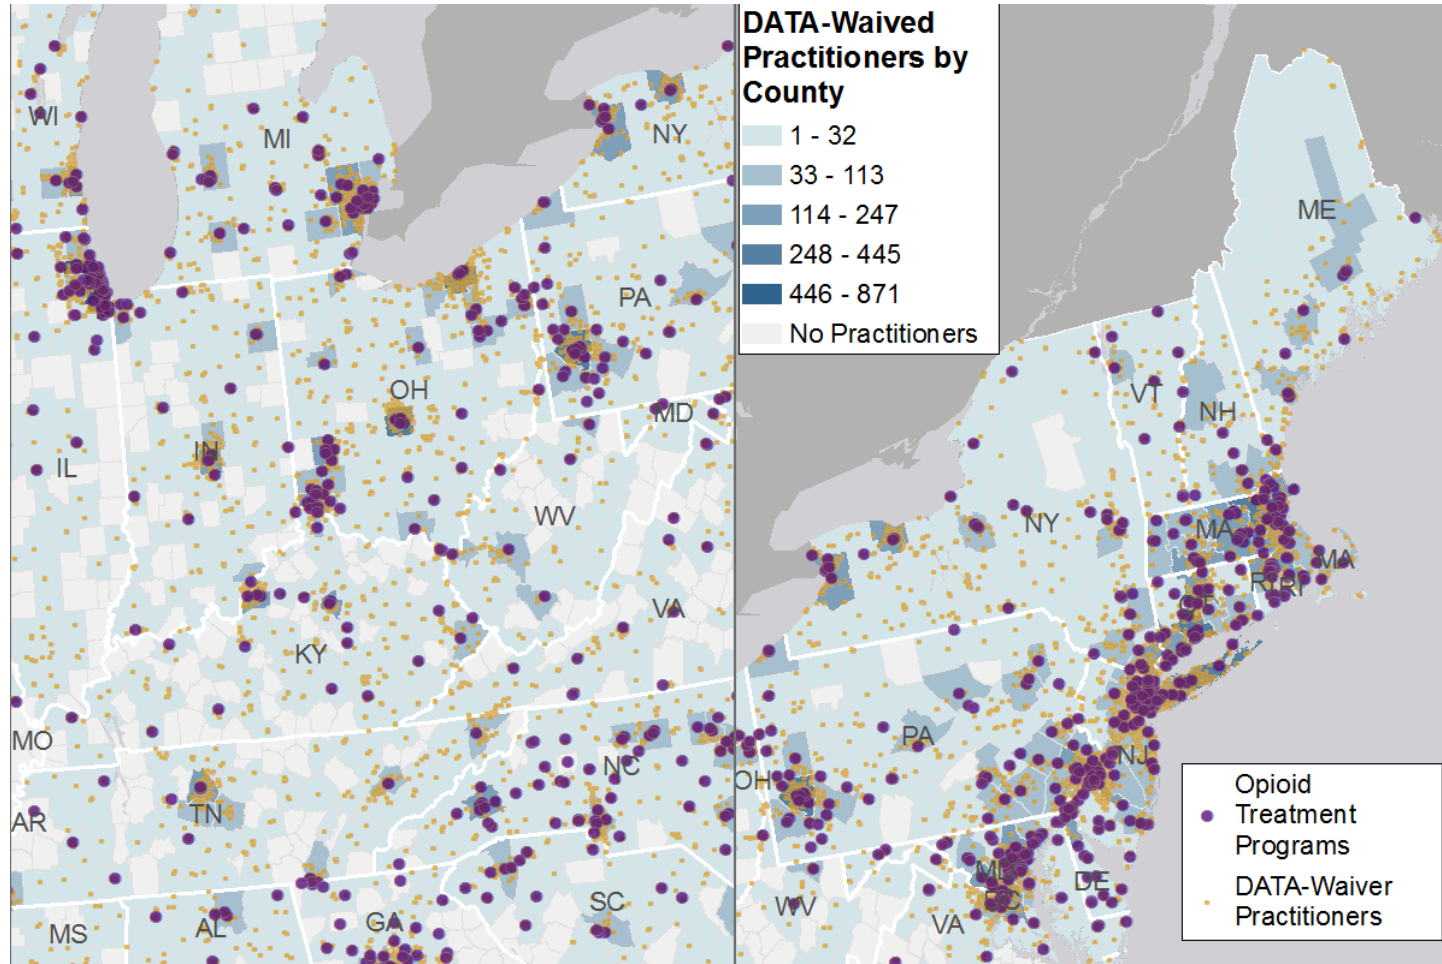 DATA-Waived
Practitioners by
County
1 - 32
33 - 113
114 - 247
248 - 445
446 - 871
No Practitioners
WI
MI
NY
PA
OH
MD
IN
IL
WV
VA
KY
MO
NC
TN
AR
SC
GA
AL
MS
ME
VT
NH
NY
MA
MA
RI
RI
CT
PA
NJ
OH
MD
DC
DE
WV
VA
Opioid
Treatment
Programs
DATA-Waiver
Practitioners